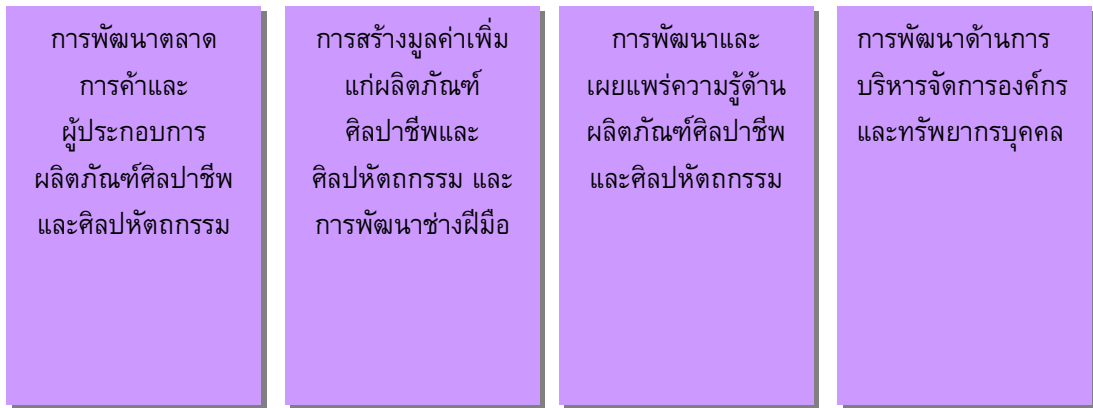 การพัฒนาตลาด
การค้าและ
ผู้ประกอบการ
ผลิตภัณฑ์ศิลปาชีพ
และศิลปหัตถกรรม
การสร้างมูลค่าเพิ่ม
แก่ผลิตภัณฑ์
ศิลปาชีพและ
ศิลปหัตถกรรม และ
การพัฒนาช่างฝีมือ
การพัฒนาและ
เผยแพร่ความรู้ด้าน
ผลิตภัณฑ์ศิลปาชีพ
และศิลปหัตถกรรม
การพัฒนาด้านการ
บริหารจัดการองค์กร
และทรัพยากรบุคคล